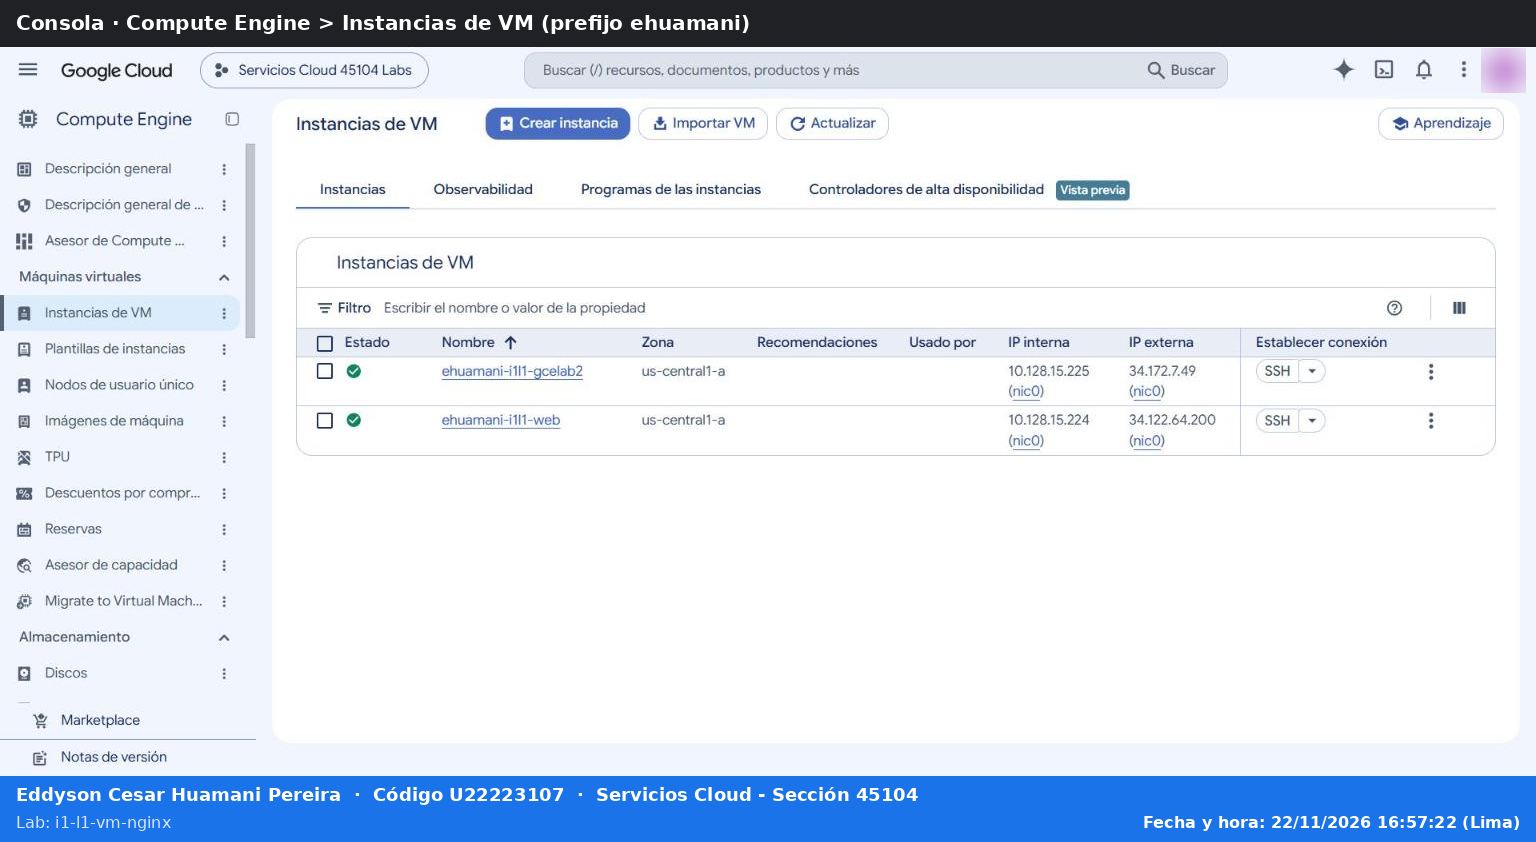 Consola · Compute Engine > Instancias de VM (prefijo ehuamani)
Google Cloud
Servicios Cloud 45104 Labs
Buscar (/) recursos, documentos, productos y más
Buscar
Compute Engine
Descripción general
Descripción general de ...
Asesor de Compute ...
Máquinas virtuales
Instancias de VM
Plantillas de instancias
Nodos de usuario único
Imágenes de máquina
TPU
Descuentos por compr...
Reservas
Asesor de capacidad
Migrate to Virtual Mach...
Almacenamiento
Discos
Marketplace
Notas de versión
Instancias de VM
Crear instancia
Importar VM
Actualizar
Aprendizaje
Instancias
Observabilidad
Programas de las instancias
Controladores de alta disponibilidad
Vista previa
Instancias de VM
Filtro
Escribir el nombre o valor de la propiedad
Estado Nombre Zona Recomendaciones Usado por IP interna IP externa Establecer conexión
ehuamani-i1l1-gcelab2 us-central1-a 10.128.15.225 34.172.7.49 SSH
(nic0) (nic0)
ehuamani-i1l1-web us-central1-a 10.128.15.224 34.122.64.200 SSH
(nic0) (nic0)
Eddyson Cesar Huamani Pereira · Código U22223107 · Servicios Cloud - Sección 45104
Lab: i1-l1-vm-nginx
Fecha y hora: 22/11/2026 16:57:22 (Lima)